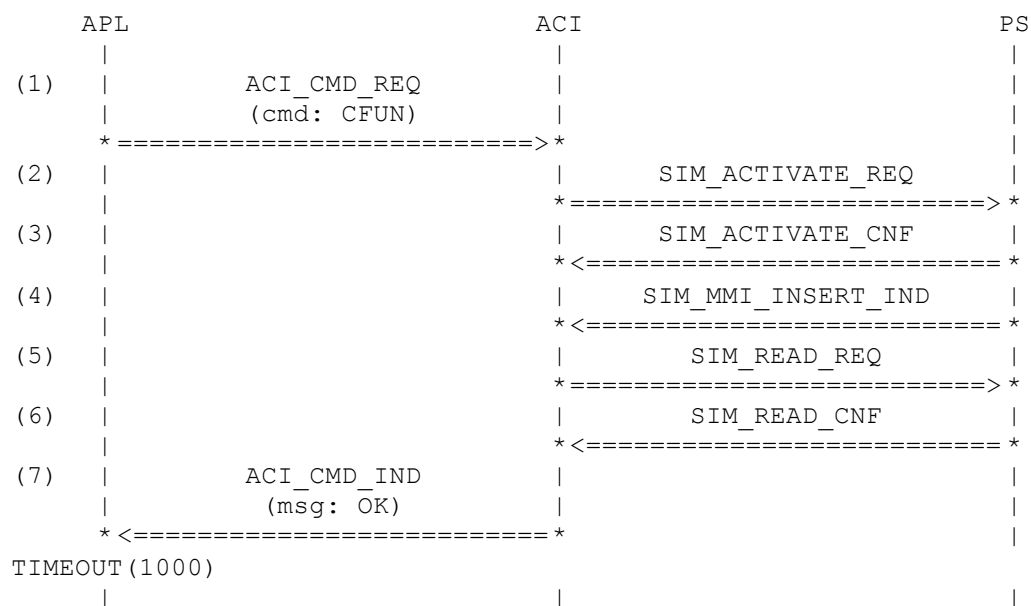 APL ACI PS
| | |
(1) | ACI_CMD_REQ | |
| (cmd: CFUN) | |
* ==========================> * |
(2) | | SIM_ACTIVATE_REQ |
| * ==========================> *
(3) | | SIM_ACTIVATE_CNF |
| * <========================== *
(4) | | SIM_MMI_INSERT_IND |
| * <========================== *
(5) | | SIM_READ_REQ |
| * ==========================> *
(6) | | SIM_READ_CNF |
| * <========================== *
(7) | ACI_CMD_IND | |
| (msg: OK) | |
* <========================== * |
TIMEOUT(1000)
| | |